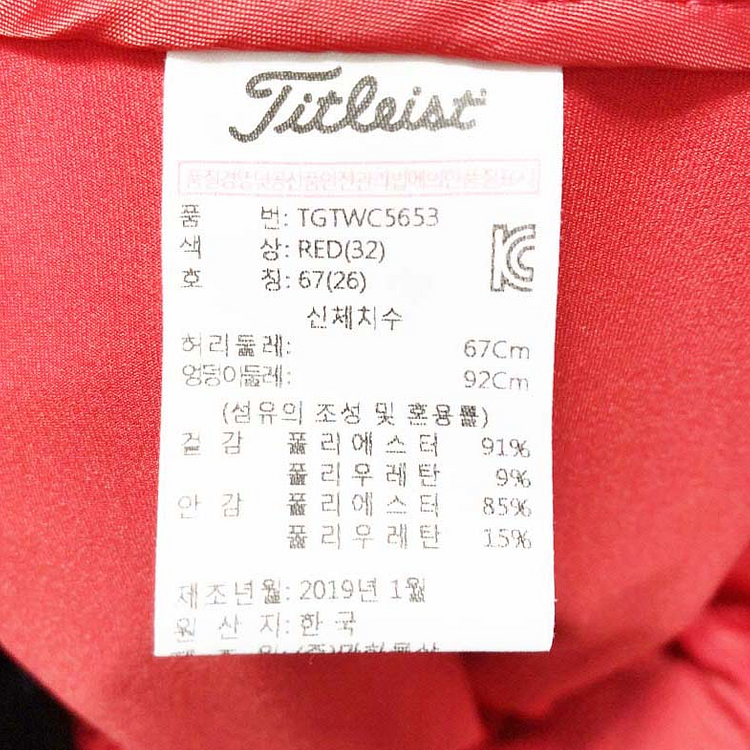 Titleist
품질경영및공산품안전관리법에의한품질표시
품 번: TGTWC5653
색 상: RED(32)
호 칭: 67(26)
신체치수
허리둘레: 67Cm
엉덩이둘레: 92Cm
(섬유의 조성 및 혼용률)
겉 감 폴리에스터 91%
폴리우레탄 9%
안 감 폴리에스터 85%
폴리우레탄 15%
제조년월: 2019년 1월
원 산 지: 한 국